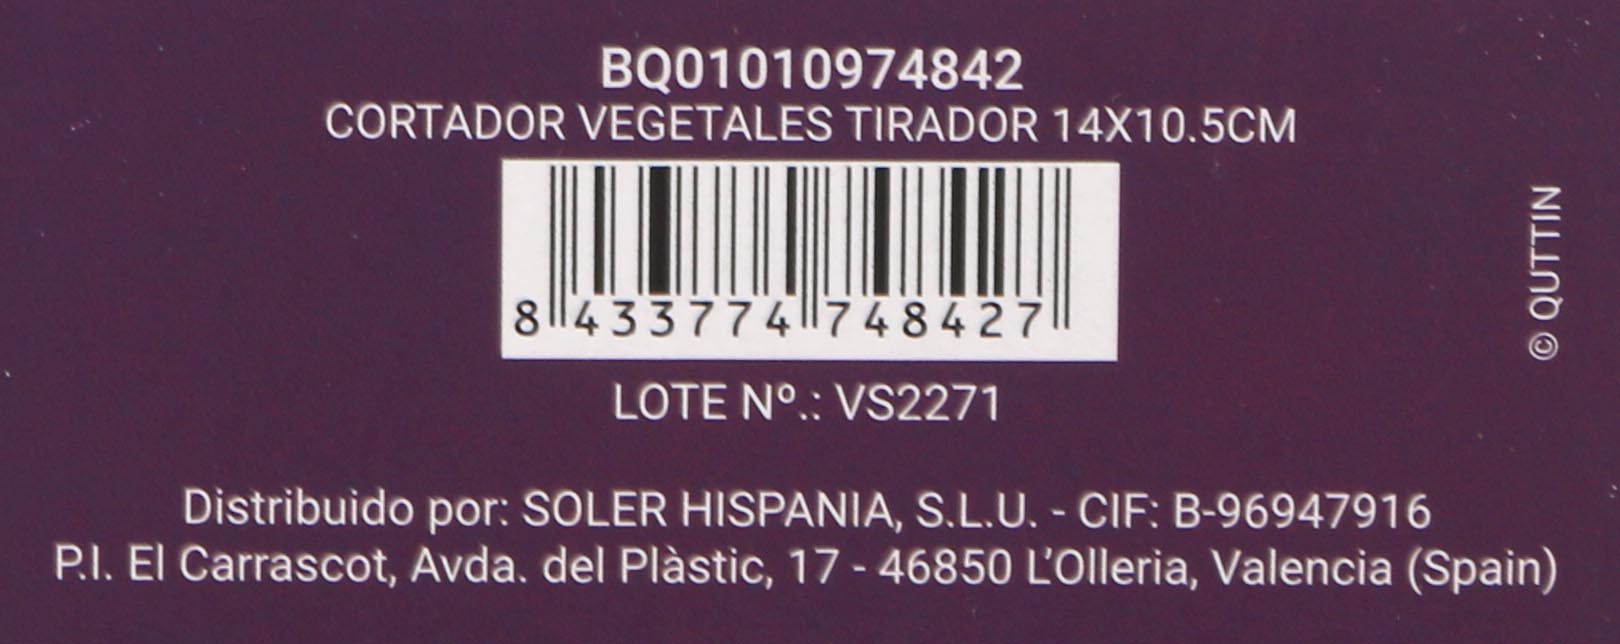 BQ01010974842
CORTADOR VEGETALES TIRADOR 14X10.5CM
8 433774 748427
LOTE Nº.: VS2271
Distribuido por: SOLER HISPANIA, S.L.U. - CIF: B-96947916
P.I. El Carrascot, Avda. del Plàstic, 17 - 46850 L'Olleria, Valencia (Spain)
© QUTTIN